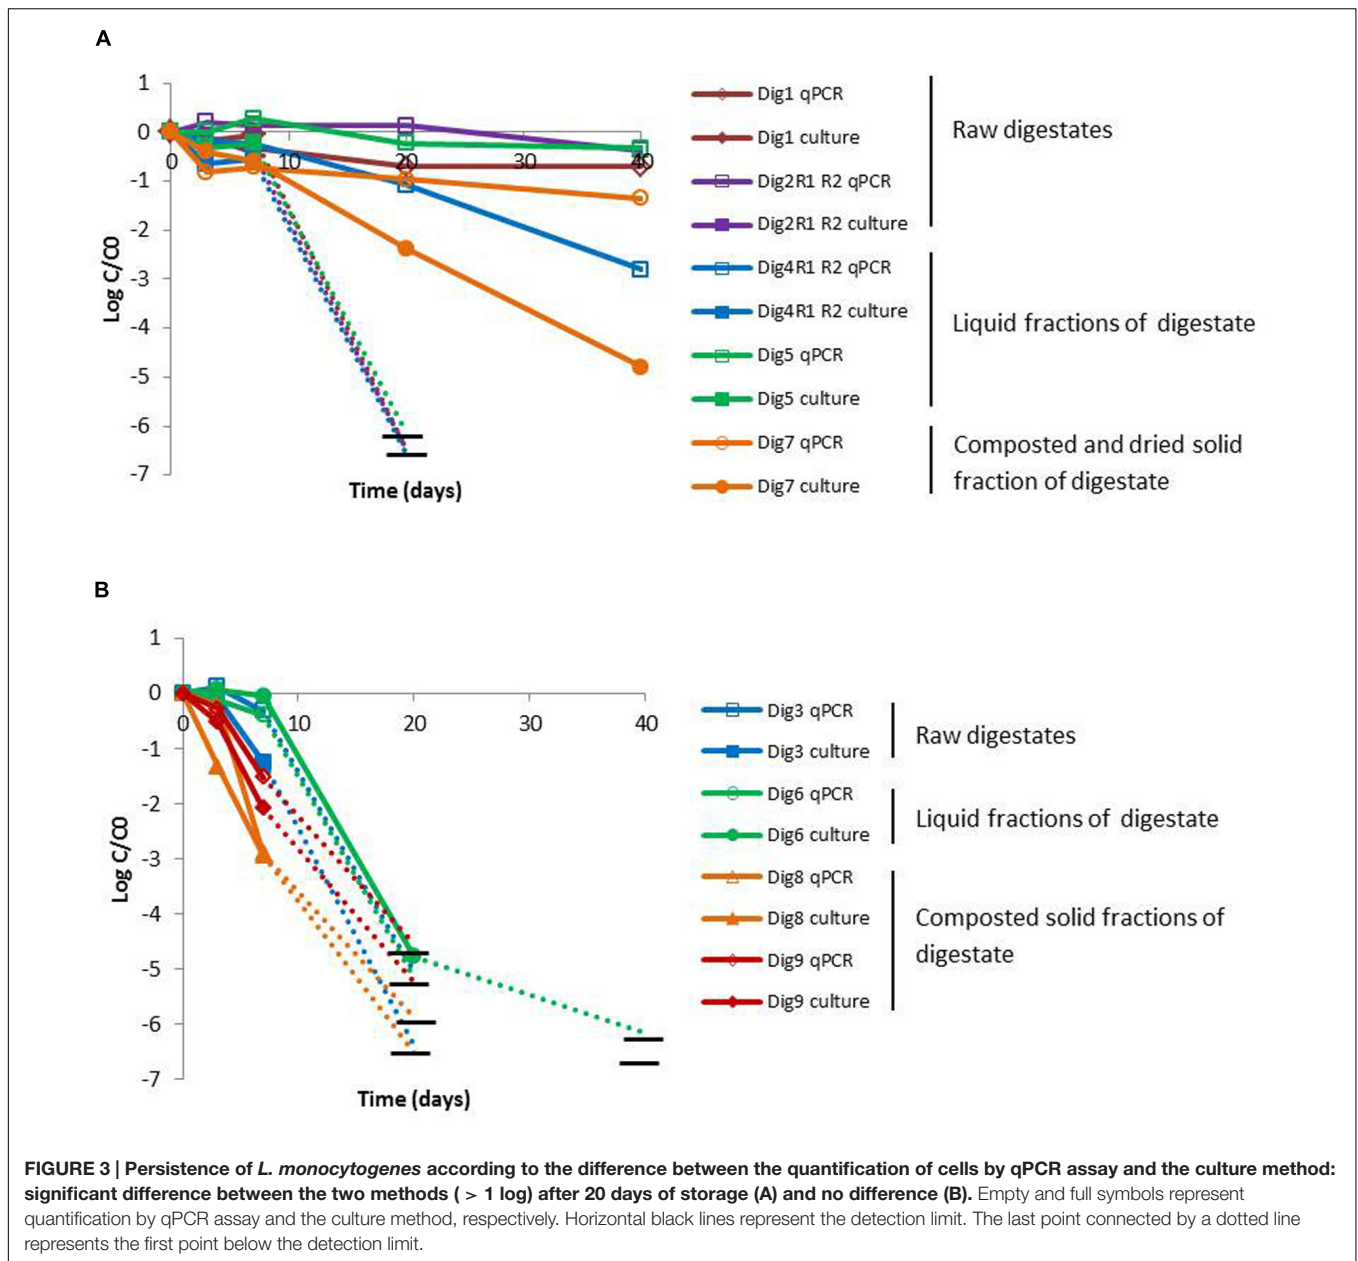 A
1
0
-1
-2
-3
-4
-5
-6
-7
0
10
20
30
40
Log C/C0
Time (days)
Dig1 qPCR
Dig1 culture
Dig2R1 R2 qPCR
Dig2R1 R2 culture
Dig4R1 R2 qPCR
Dig4R1 R2 culture
Dig5 qPCR
Dig5 culture
Dig7 qPCR
Dig7 culture
Raw digestates
Liquid fractions of digestate
Composted and dried solid
fraction of digestate
B
1
0
-1
-2
-3
-4
-5
-6
-7
0
10
20
30
40
Log C/C0
Time (days)
Dig3 qPCR
Dig3 culture
Dig6 qPCR
Dig6 culture
Dig8 qPCR
Dig8 culture
Dig9 qPCR
Dig9 culture
Raw digestates
Liquid fractions of digestate
Composted solid fractions of
digestate
FIGURE 3 | Persistence of L. monocytogenes according to the difference between the quantification of cells by qPCR assay and the culture method:
significant difference between the two methods ( > 1 log) after 20 days of storage (A) and no difference (B). Empty and full symbols represent
quantification by qPCR assay and the culture method, respectively. Horizontal black lines represent the detection limit. The last point connected by a dotted line
represents the first point below the detection limit.